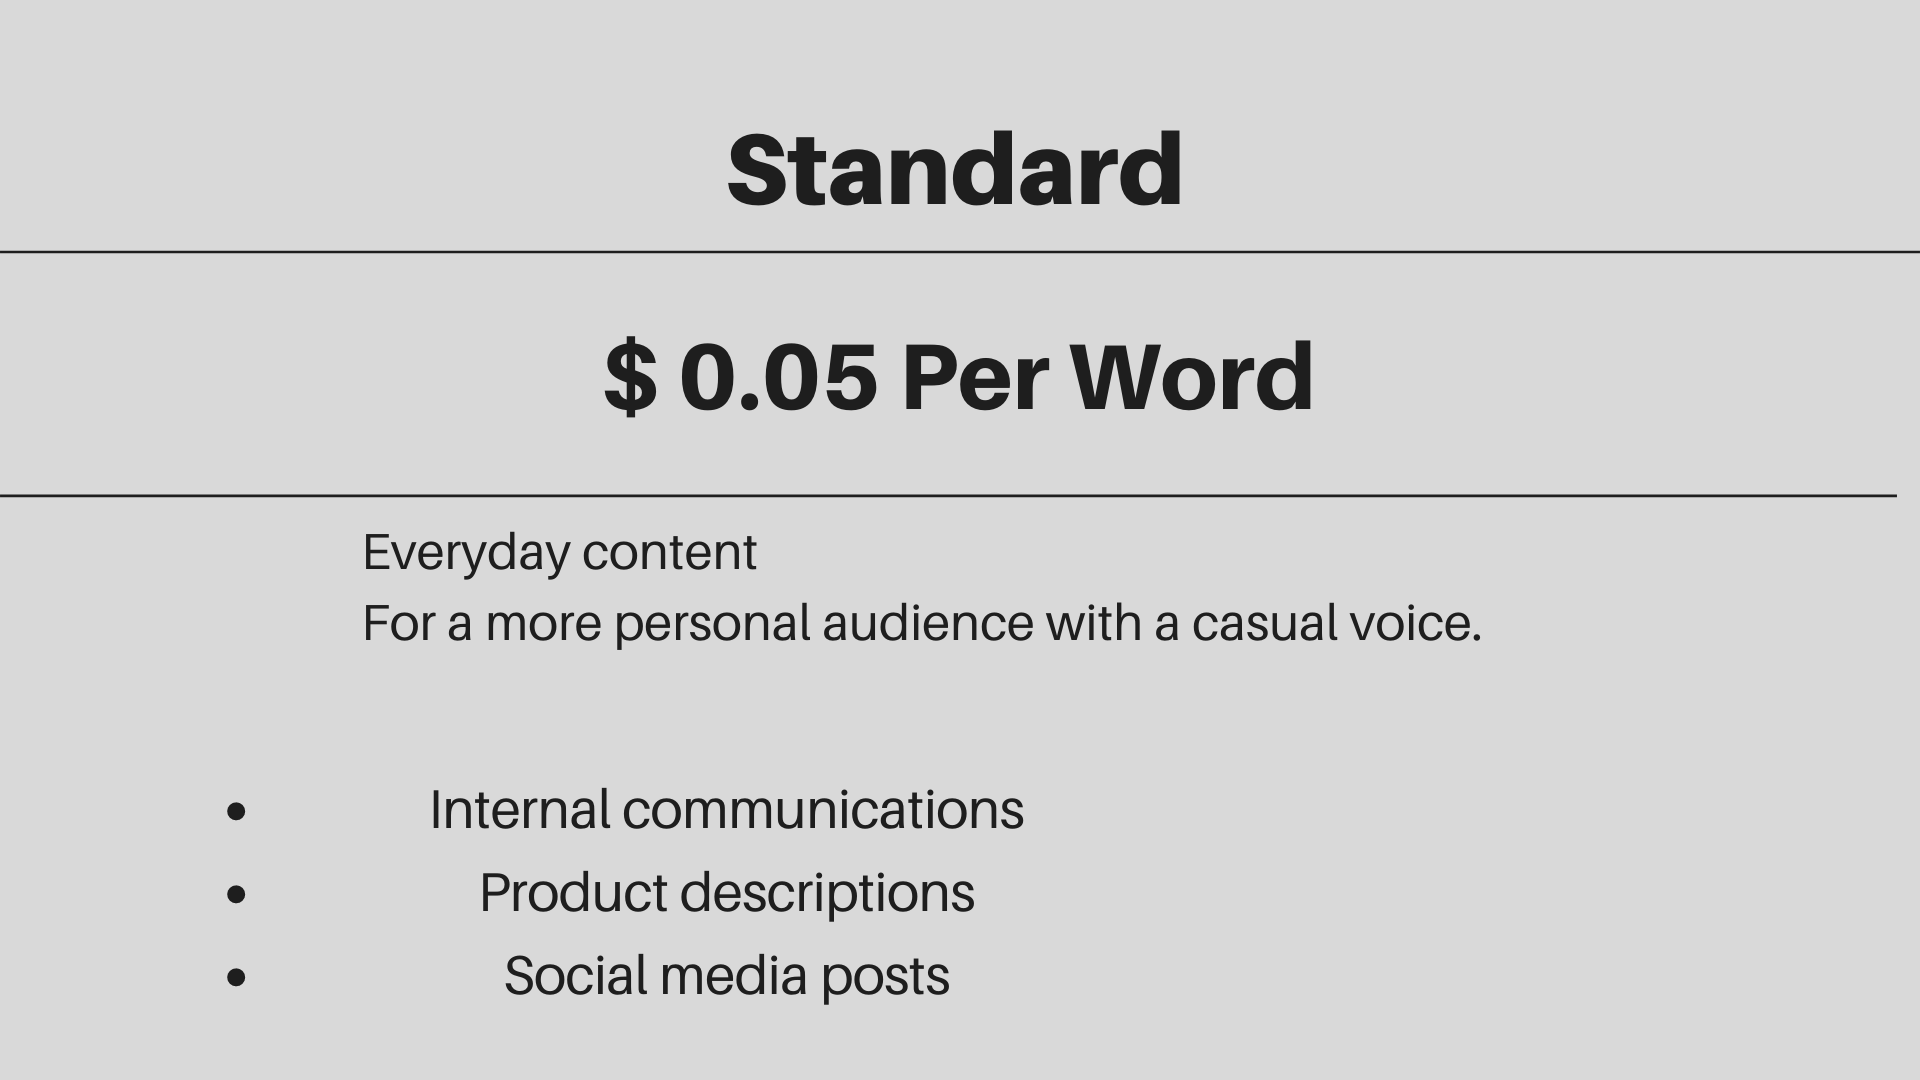 Standard
$ 0.05 Per Word
Everyday content
For a more personal audience with a casual voice.
• Internal communications
• Product descriptions
• Social media posts